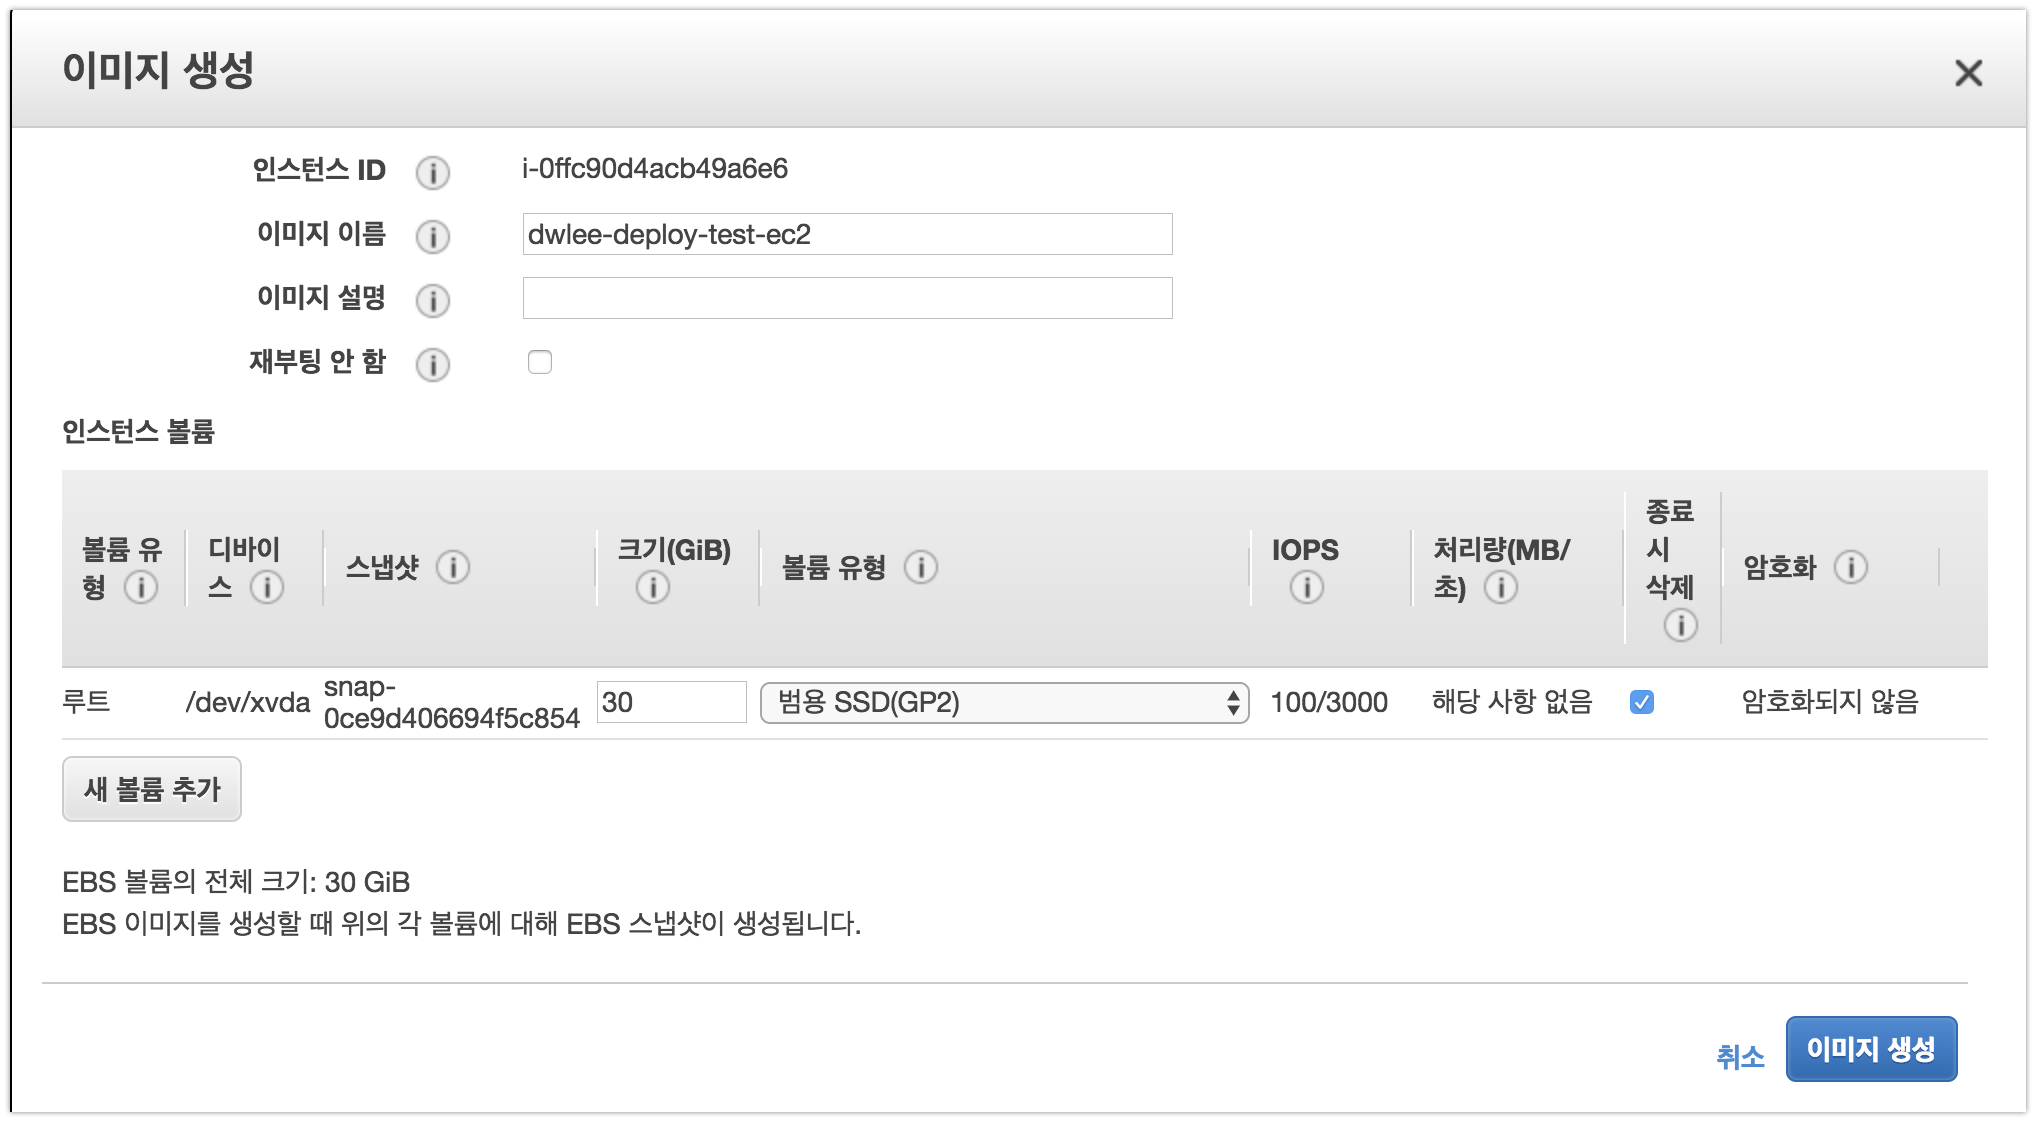 이미지 생성
인스턴스 ID
i-0ffc90d4acb49a6e6
이미지 이름
dwlee-deploy-test-ec2
이미지 설명
재부팅 안 함
인스턴스 볼륨
볼륨 유
형
디바이
스
스냅샷
크기(GiB)
볼륨 유형
IOPS
처리량(MB/
초)
종료
시
삭제
암호화
루트
/dev/xvda
snap-
0ce9d406694f5c854
30
범용 SSD(GP2)
100/3000
해당 사항 없음
암호화되지 않음
새 볼륨 추가
EBS 볼륨의 전체 크기: 30 GiB
EBS 이미지를 생성할 때 위의 각 볼륨에 대해 EBS 스냅샷이 생성됩니다.
취소
이미지 생성